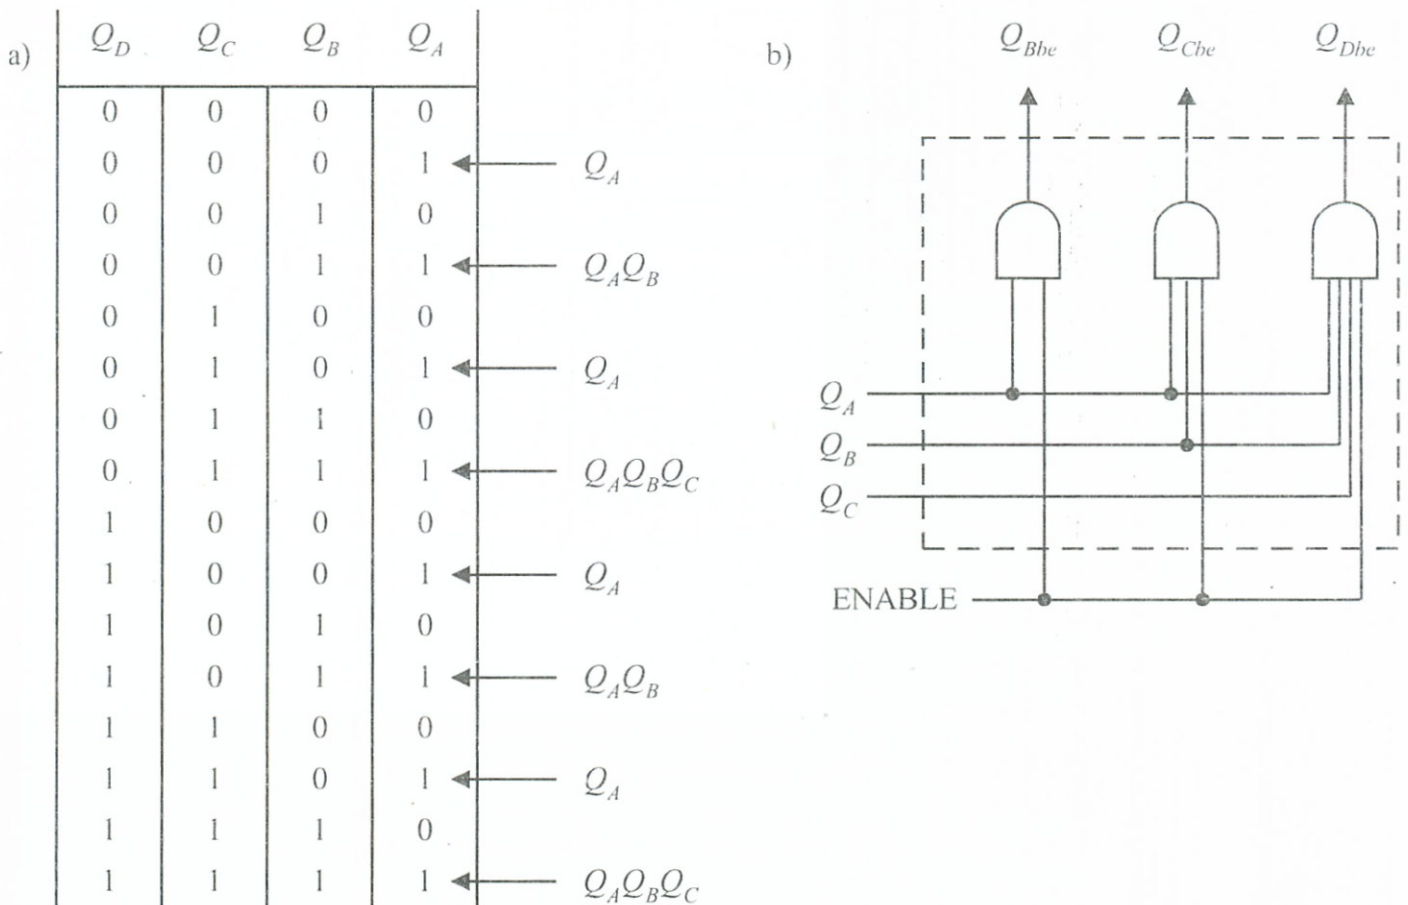 a) Q_D Q_C Q_B Q_A
0 0 0 0
0 0 0 1 Q_A
0 0 1 0
0 0 1 1 Q_AQ_B
0 1 0 0
0 1 0 1 Q_A
0 1 1 0
0 1 1 1 Q_AQ_BQ_C
1 0 0 0
1 0 0 1 Q_A
1 0 1 0
1 0 1 1 Q_AQ_B
1 1 0 0
1 1 0 1 Q_A
1 1 1 0
1 1 1 1 Q_AQ_BQ_C
b) Q_Bbe Q_Cbe Q_Dbe
Q_A
Q_B
Q_C
ENABLE